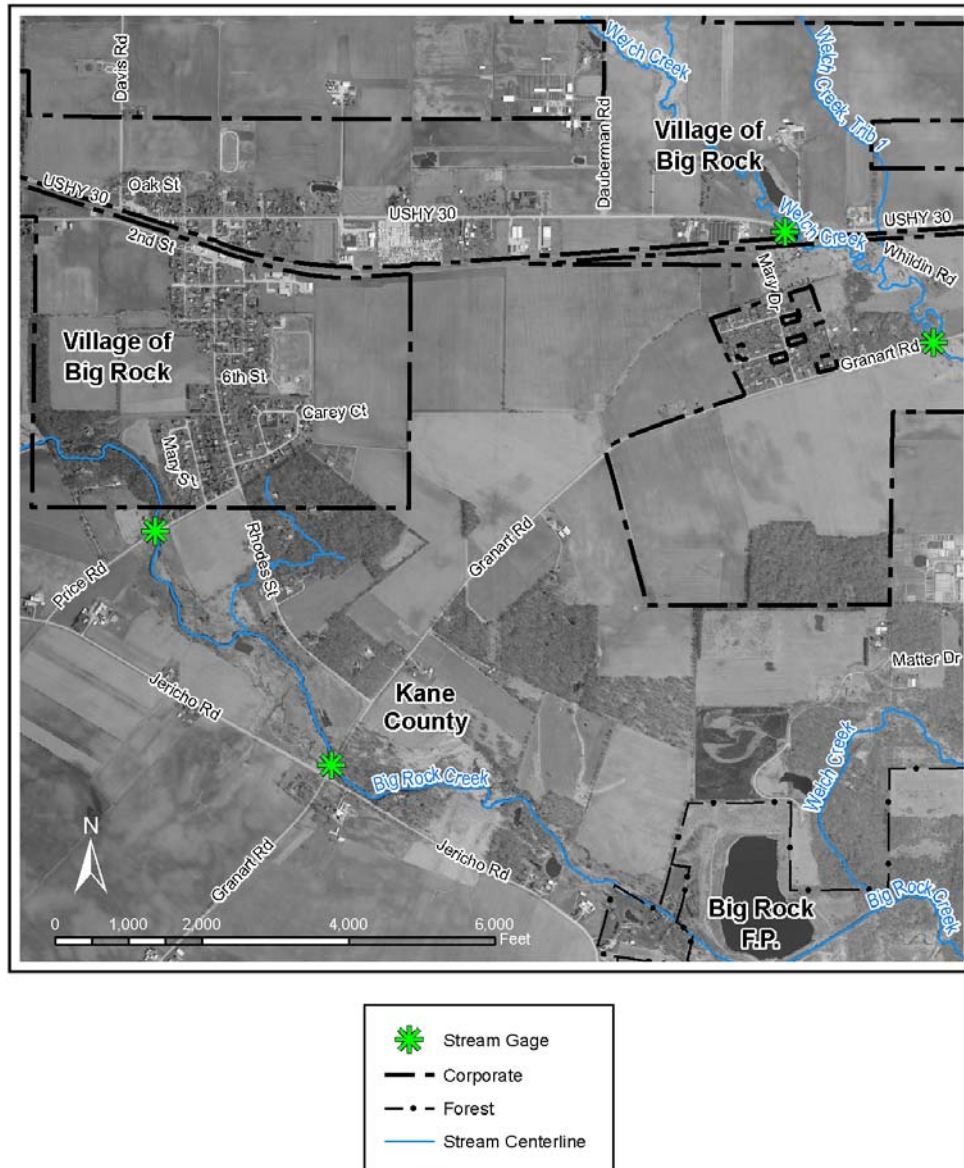 Davis Rd
Welch Creek
Welch Creek, Trib 1
Dauberman Rd
Village of
Big Rock
Oak St
USHY 30
USHY 30
Welch Creek
USHY 30
2nd St
Whildin Rd
Mary Dr
Village of
Big Rock
Granart Rd
6th St
Carey Ct
Mary St
Granart Rd
Rhodes St
Price Rd
Matter Dr
Jericho Rd
Kane
County
Welch Creek
Big Rock Creek
N
Granart Rd
Jericho Rd
Big Rock Creek
Big Rock
F.P.
0 1,000 2,000 4,000 6,000
Feet
Stream Gage
Corporate
Forest
Stream Centerline